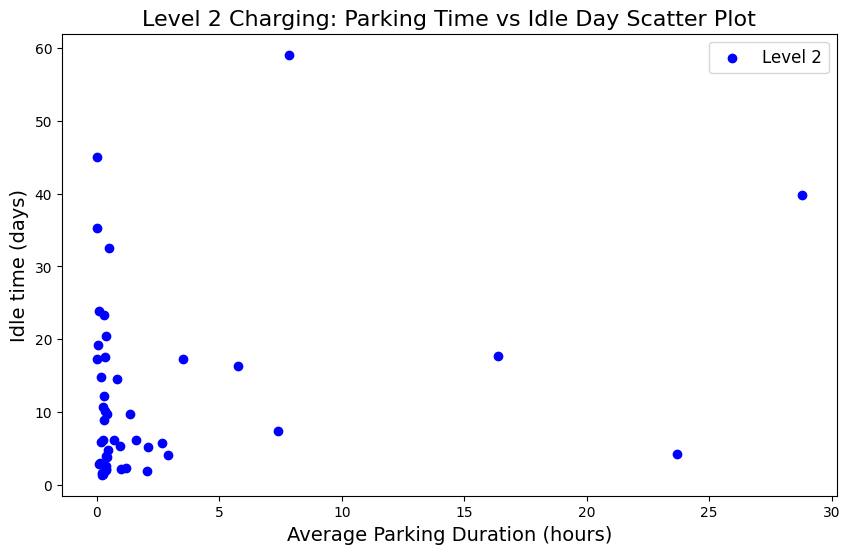 Level 2 Charging: Parking Time vs Idle Day Scatter Plot
Level 2
60
50
40
30
20
10
0
Idle time (days)
0 5 10 15 20 25 30
Average Parking Duration (hours)